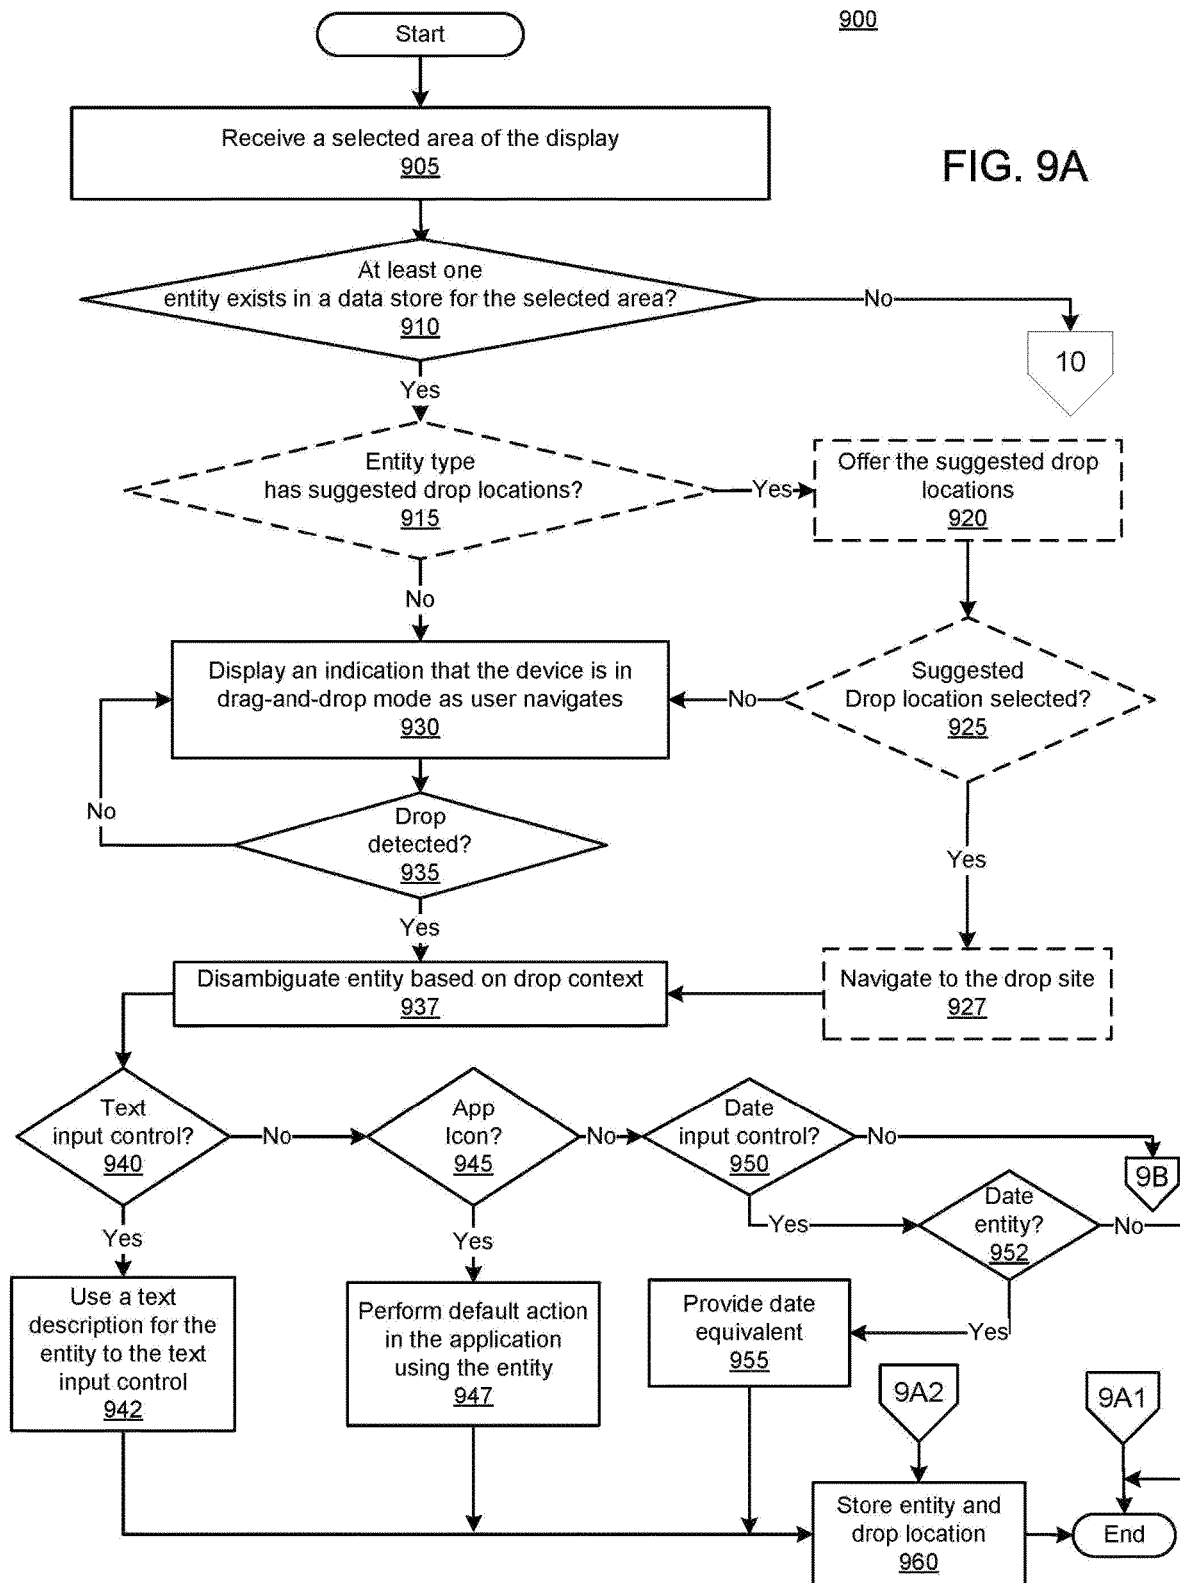 900
Start
Receive a selected area of the display
905
FIG. 9A
At least one
entity exists in a data store for the selected area?
910
No
10
Yes
Entity type
has suggested drop locations?
915
Yes
Offer the suggested drop
locations
920
No
Display an indication that the device is in
drag-and-drop mode as user navigates
930
No
Suggested
Drop location selected?
925
No
Drop
detected?
935
Yes
Yes
Disambiguate entity based on drop context
937
Navigate to the drop site
927
Text
input control?
940
No
App
Icon?
945
No
Date
input control?
950
No
9B
Yes
Yes
Yes
Date
entity?
952
No
Use a text
description for the
entity to the text
input control
942
Perform default action
in the application
using the entity
947
Provide date
equivalent
955
Yes
9A2
9A1
Store entity and
drop location
960
End